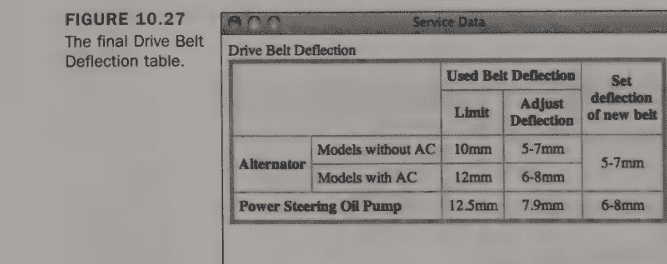 FIGURE 10.27
The final Drive Belt
Deflection table.
Service Data
Drive Belt Deflection
Used Belt Deflection
Set
deflection
of new belt
Limit
Adjust
Deflection
Alternator
Models without AC
10mm
5-7mm
5-7mm
Models with AC
12mm
6-8mm
Power Steering Oil Pump
12.5mm
7.9mm
6-8mm